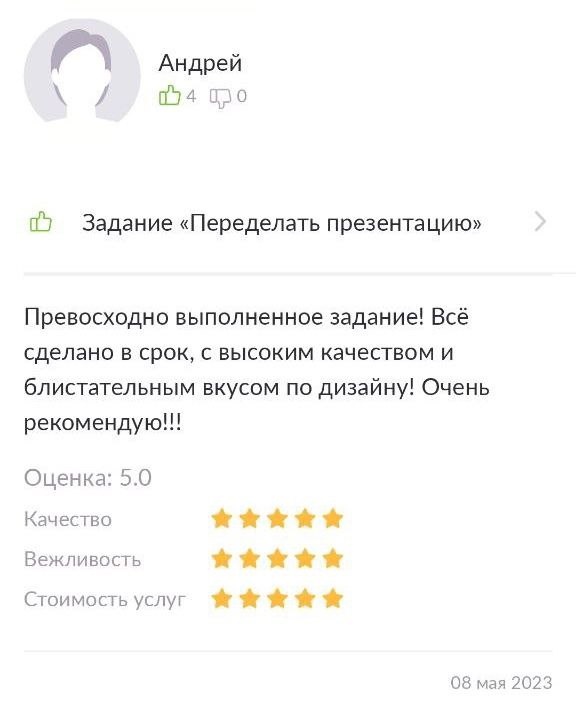 Андрей
4 0
Задание «Переделать презентацию»
Превосходно выполненное задание! Всё
сделано в срок, с высоким качеством и
блистательным вкусом по дизайну! Очень
рекомендую!!!
Оценка: 5.0
Качество
Вежливость
Стоимость услуг
08 мая 2023